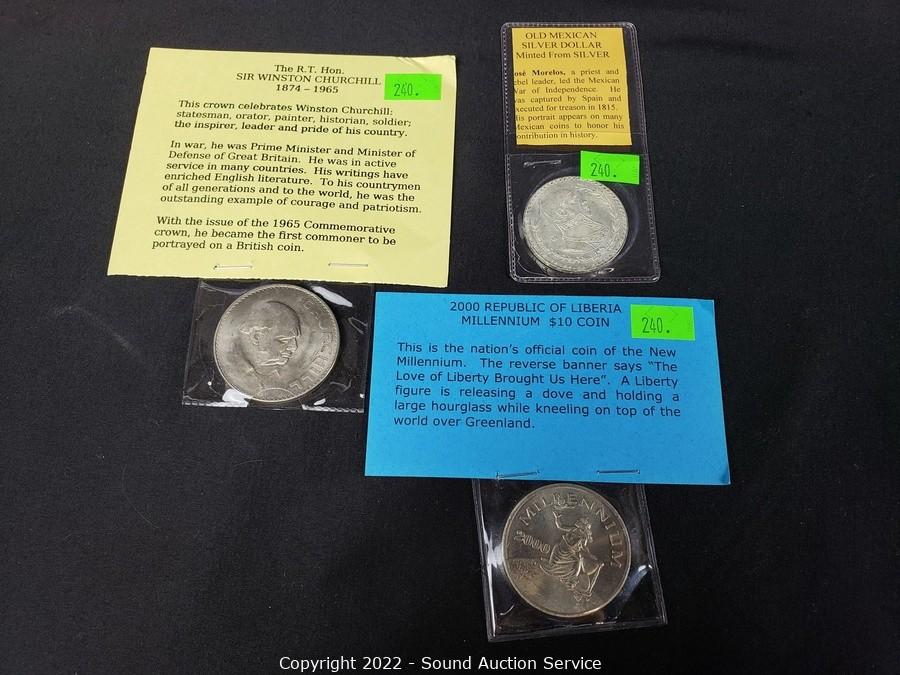 The R.T. Hon.
SIR WINSTON CHURCHILL
1874 – 1965
240.
This crown celebrates Winston Churchill:
statesman, orator, painter, historian, soldier;
the inspirer, leader and pride of his country.
In war, he was Prime Minister and Minister of
Defense of Great Britain. He was in active
service in many countries. His writings have
enriched English literature. To his countrymen
of all generations and to the world, he was the
outstanding example of courage and patriotism.
With the issue of the 1965 Commemorative
crown, he became the first commoner to be
portrayed on a British coin.
OLD MEXICAN
SILVER DOLLAR
Minted From SILVER
osé Morelos, a priest and
ebel leader, led the Mexican
War of Independence. He
was captured by Spain and
xecuted for treason in 1815.
His portrait appears on many
Mexican coins to honor his
contribution in history.
240.
2000 REPUBLIC OF LIBERIA
MILLENNIUM $10 COIN
240.
This is the nation's official coin of the New
Millennium. The reverse banner says "The
Love of Liberty Brought Us Here". A Liberty
figure is releasing a dove and holding a
large hourglass while kneeling on top of the
world over Greenland.
MILLENNIUM
2000
Copyright 2022 - Sound Auction Service